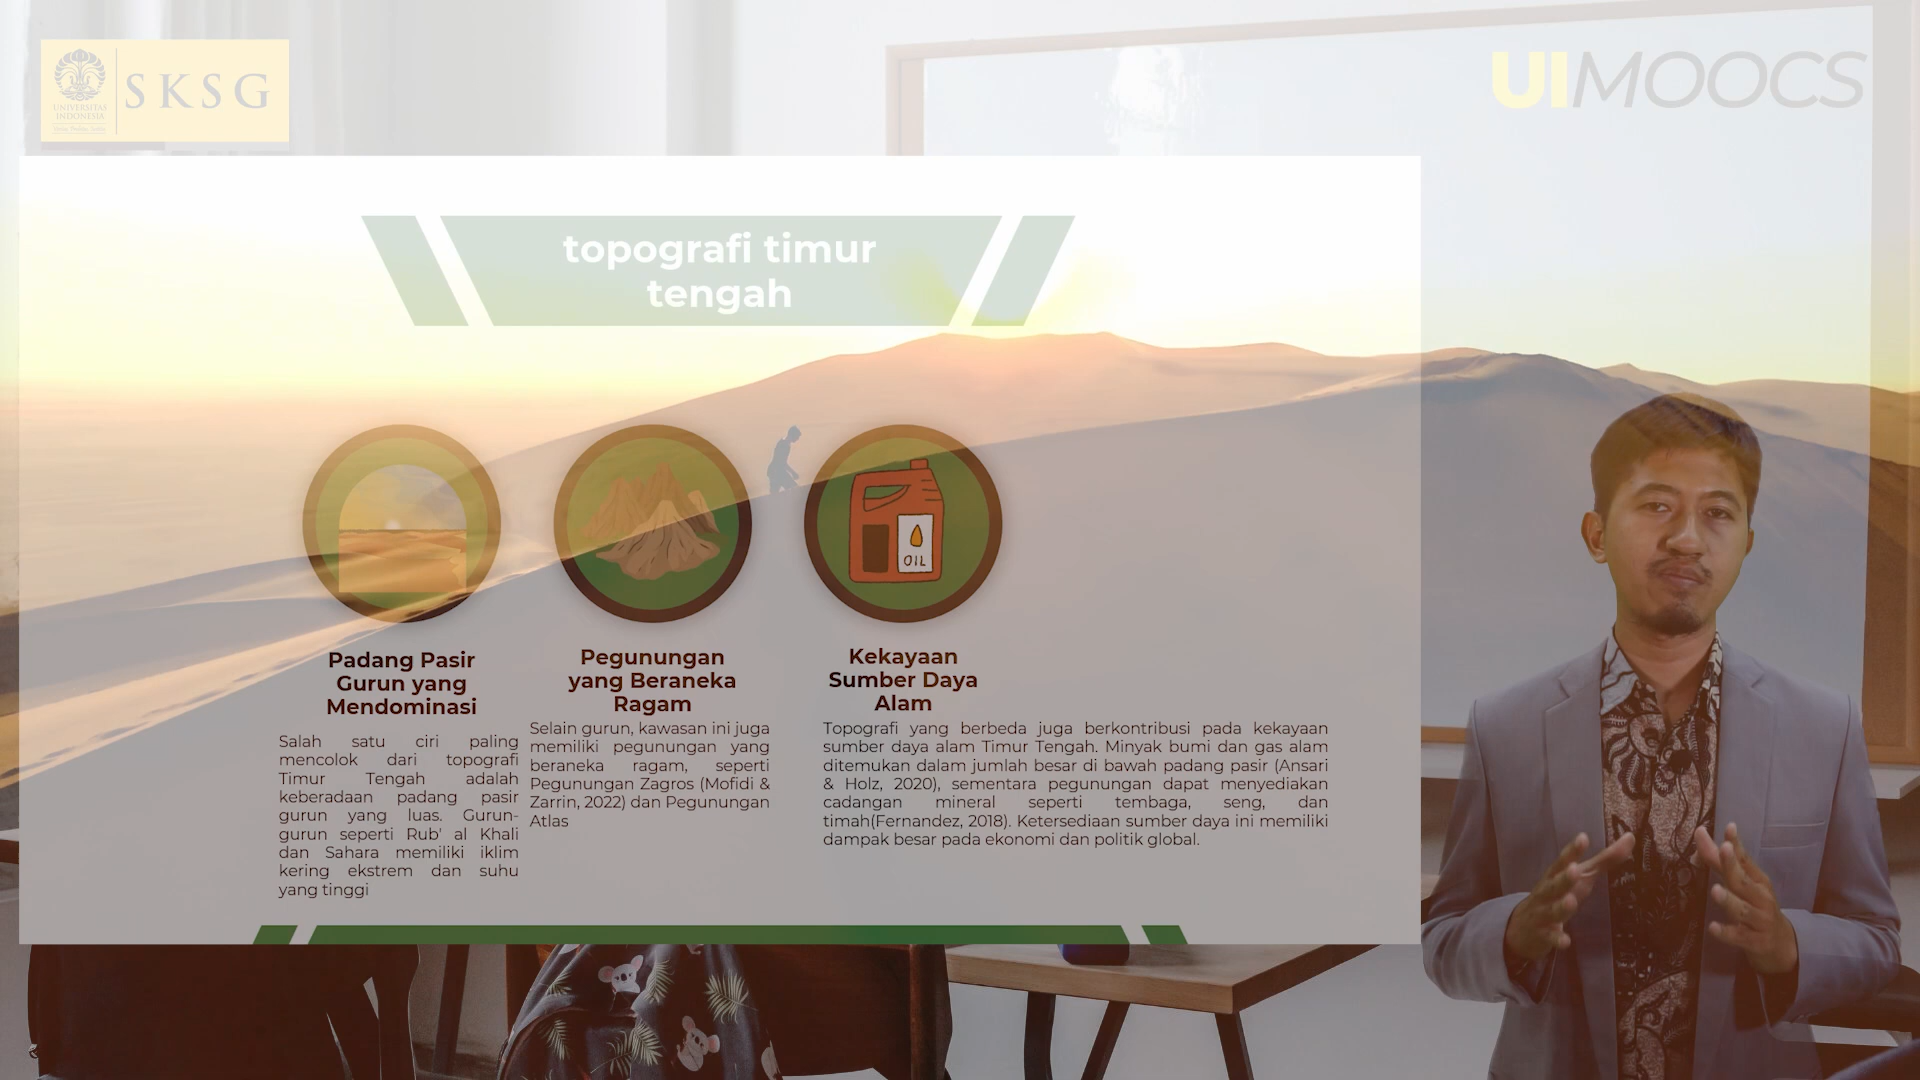 UNIVERSITAS
INDONESIA
SKSG
UIMOOCS
topografi timur
tengah
OIL
Padang Pasir
Gurun yang
Mendominasi
Salah satu ciri paling
mencolok dari topografi
Timur Tengah adalah
keberadaan padang pasir
gurun yang luas. Gurun-
gurun seperti Rub' al Khali
dan Sahara memiliki iklim
kering ekstrem dan suhu
yang tinggi
Pegunungan
yang Beraneka
Ragam
Selain gurun, kawasan ini juga
memiliki pegunungan yang
beraneka ragam, seperti
Pegunungan Zagros (Mofidi &
Zarrin, 2022) dan Pegunungan
Atlas
Kekayaan
Sumber Daya
Alam
Topografi yang berbeda juga berkontribusi pada kekayaan
sumber daya alam Timur Tengah. Minyak bumi dan gas alam
ditemukan dalam jumlah besar di bawah padang pasir (Ansari
& Holz, 2020), sementara pegunungan dapat menyediakan
cadangan mineral seperti tembaga, seng, dan
timah(Fernandez, 2018). Ketersediaan sumber daya ini memiliki
dampak besar pada ekonomi dan politik global.